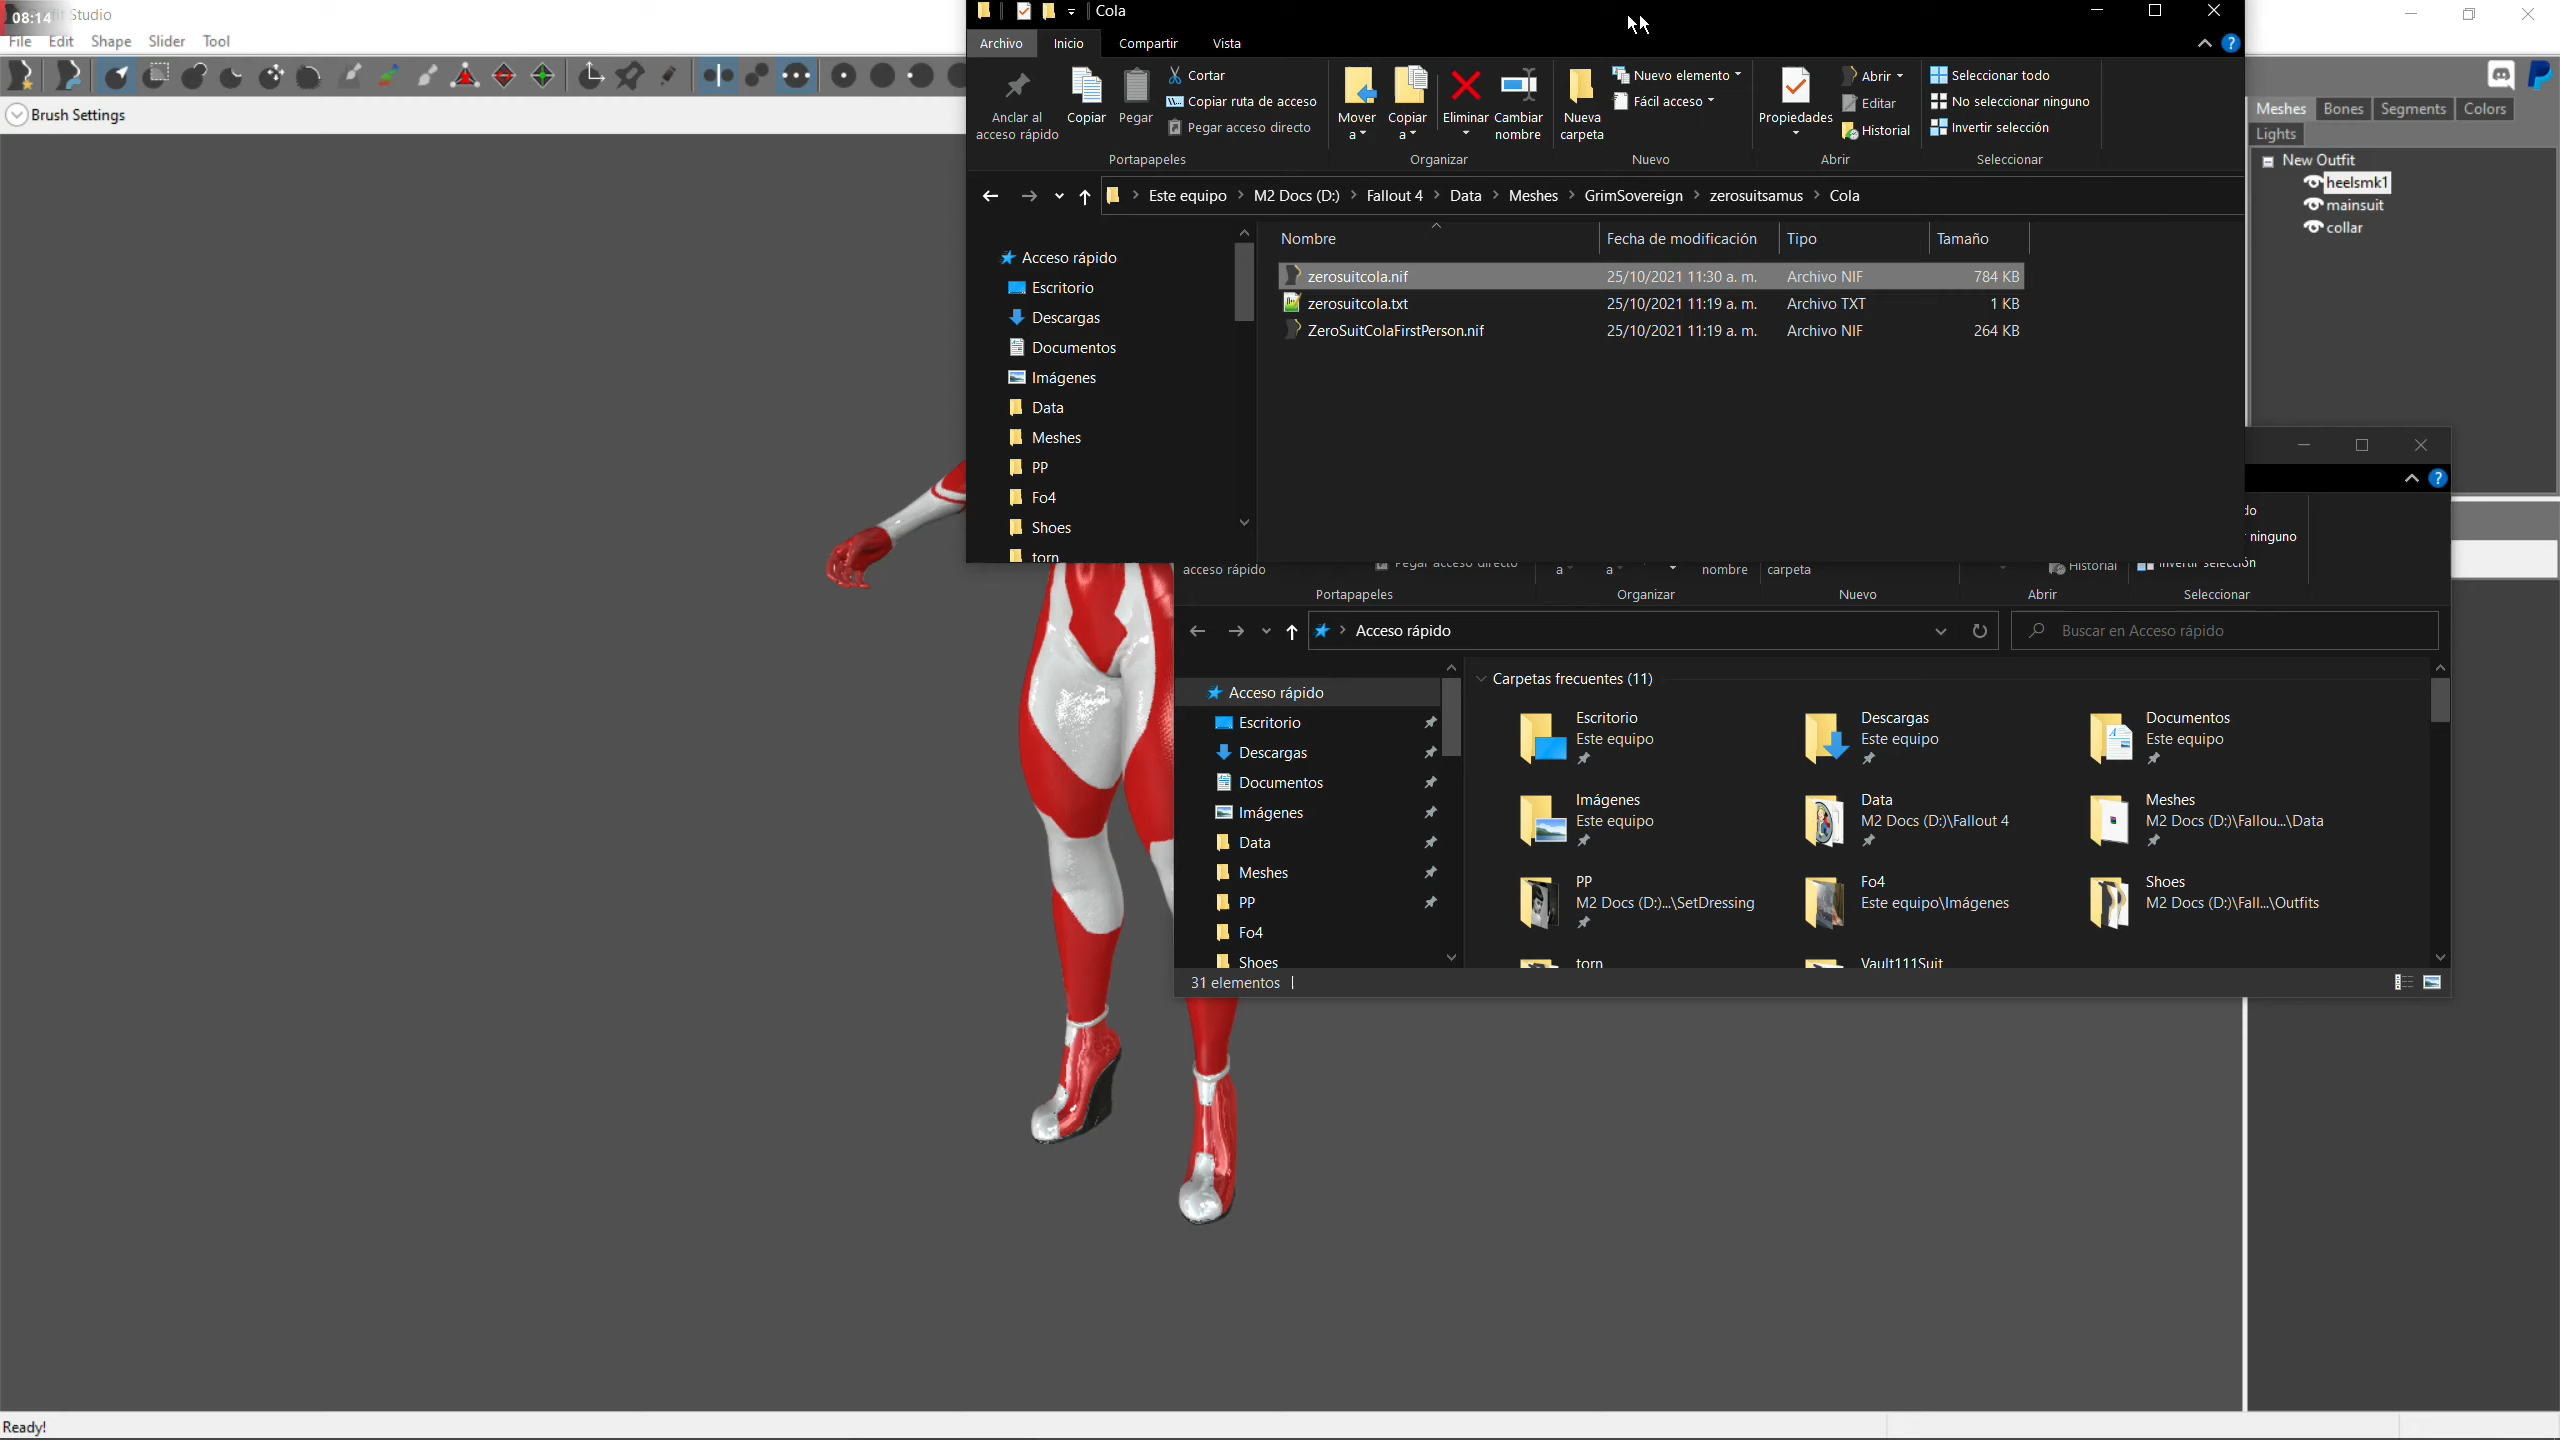 08:14
Studio
File Edit Shape Slider Tool
Brush Settings
Cola
Archivo Inicio Compartir Vista
Anclar al
acceso rápido
Copiar
Pegar
Cortar
Copiar ruta de acceso
Pegar acceso directo
Portapapeles
Mover
a
Copiar
a
Eliminar
Cambiar
nombre
Organizar
Nueva
carpeta
Nuevo elemento
Fácil acceso
Nuevo
Propiedades
Abrir
Editar
Historial
Abrir
Seleccionar todo
No seleccionar ninguno
Invertir selección
Seleccionar
Este equipo > M2 Docs (D:) > Fallout 4 > Data > Meshes > GrimSovereign > zerosuitsamus > Cola
Nombre Fecha de modificación Tipo Tamaño
zerosuitcola.nif 25/10/2021 11:30 a. m. Archivo NIF 784 KB
zerosuitcola.txt 25/10/2021 11:19 a. m. Archivo TXT 1 KB
ZeroSuitColaFirstPerson.nif 25/10/2021 11:19 a. m. Archivo NIF 264 KB
Acceso rápido
Escritorio
Descargas
Documentos
Imágenes
Data
Meshes
PP
Fo4
Shoes
torn
Meshes Bones Segments Colors
Lights
New Outfit
heelsmk1
mainsuit
collar
do
ninguno
acceso rápido
Pegar acceso directo
a
a
nombre
carpeta
Historial
Invertir selección
Portapapeles Organizar Nuevo Abrir Seleccionar
Acceso rápido
Buscar en Acceso rápido
Acceso rápido
Escritorio
Descargas
Documentos
Imágenes
Data
Meshes
PP
Fo4
Shoes
Carpetas frecuentes (11)
Escritorio
Este equipo
Descargas
Este equipo
Documentos
Este equipo
Imágenes
Este equipo
Data
M2 Docs (D:)\Fallout 4
Meshes
M2 Docs (D:)\Fallou...\Data
PP
M2 Docs (D:)...\SetDressing
Fo4
Este equipo\Imágenes
Shoes
M2 Docs (D:)\Fall...\Outfits
torn
Vault111Suit
31 elementos
Ready!